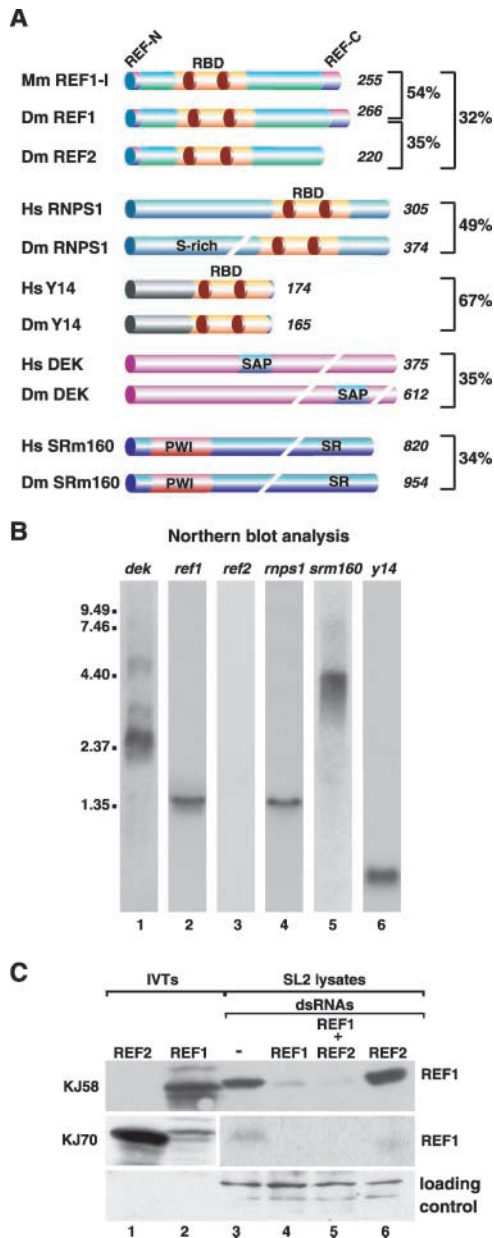 A
REF-N RBD REF-C
Mm REF1-I 255
Dm REF1 266
Dm REF2 220
54%
35%
32%
RBD
Hs RNPS1 305
Dm RNPS1 S-rich 374
49%
RBD
Hs Y14 174
Dm Y14 165
67%
Hs DEK SAP 375
Dm DEK SAP 612
35%
Hs SRm160 PWI SR 820
Dm SRm160 PWI SR 954
34%
B
Northern blot analysis
dek ref1 ref2 rnps1 srm160 y14
9.49
7.46
4.40
2.37
1.35
1 2 3 4 5 6
C
IVTs SL2 lysates
dsRNAs
REF2 REF1 - REF1 REF1 + REF2 REF2
KJ58 REF1
KJ70 REF1
loading control
1 2 3 4 5 6